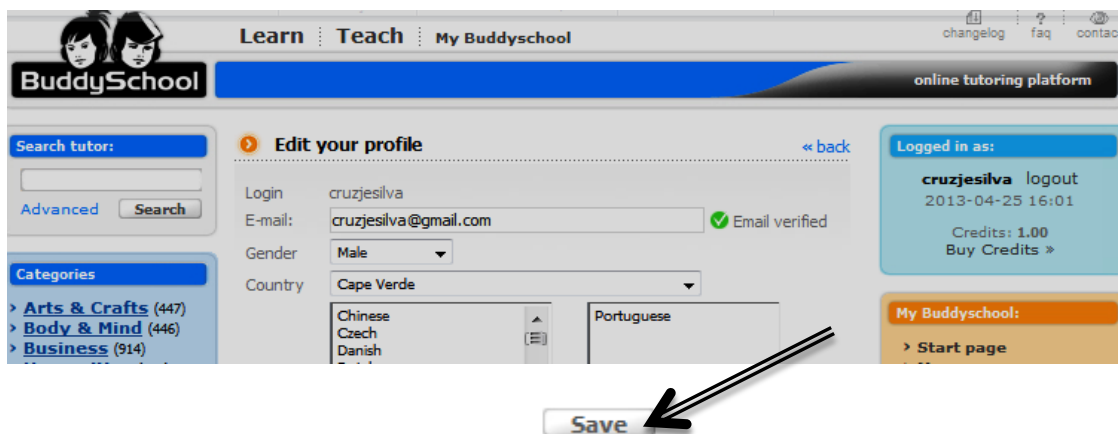 Learn Teach My Buddyschool
changelog faq contac
BuddySchool
online tutoring platform
Search tutor:
Advanced Search
Categories
> Arts & Crafts (447)
> Body & Mind (446)
> Business (914)
Edit your profile « back
Login cruzjesilva
E-mail: cruzjesilva@gmail.com Email verified
Gender Male
Country Cape Verde
Chinese
Czech
Danish
Portuguese
Logged in as:
cruzjesilva logout
2013-04-25 16:01
Credits: 1.00
Buy Credits »
My Buddyschool:
> Start page
Save